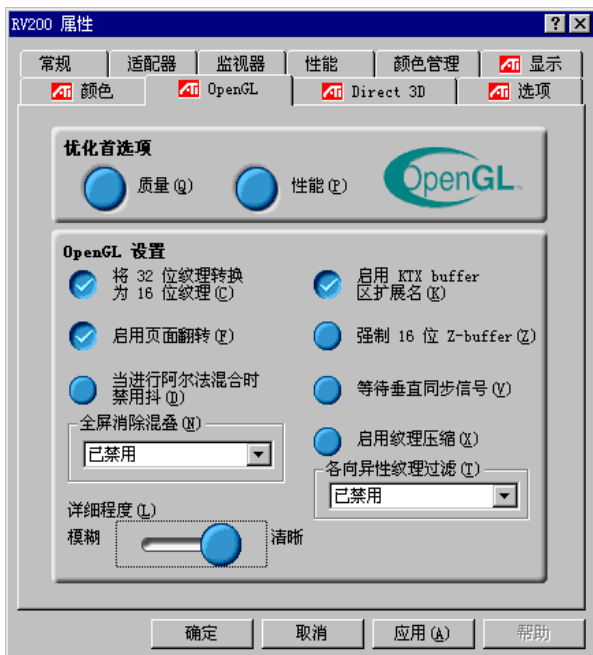 RV200 属性
常规 适配器 监视器 性能 颜色管理 ATI 显示
ATI 颜色 ATI OpenGL ATI Direct 3D ATI 选项
优化首选项
质量(Q) 性能(P) OpenGL
OpenGL 设置
将 32 位纹理转换
为 16 位纹理(C)
启用 KTX buffer
区扩展名(K)
启用页面翻转(F)
强制 16 位 Z-buffer(Z)
当进行阿尔法混合时
禁用抖(D)
等待垂直同步信号(V)
全屏消除混叠(N)
已禁用
启用纹理压缩(X)
各向异性纹理过滤(T)
已禁用
详细程度(L)
模糊 清晰
确定 取消 应用(A) 帮助